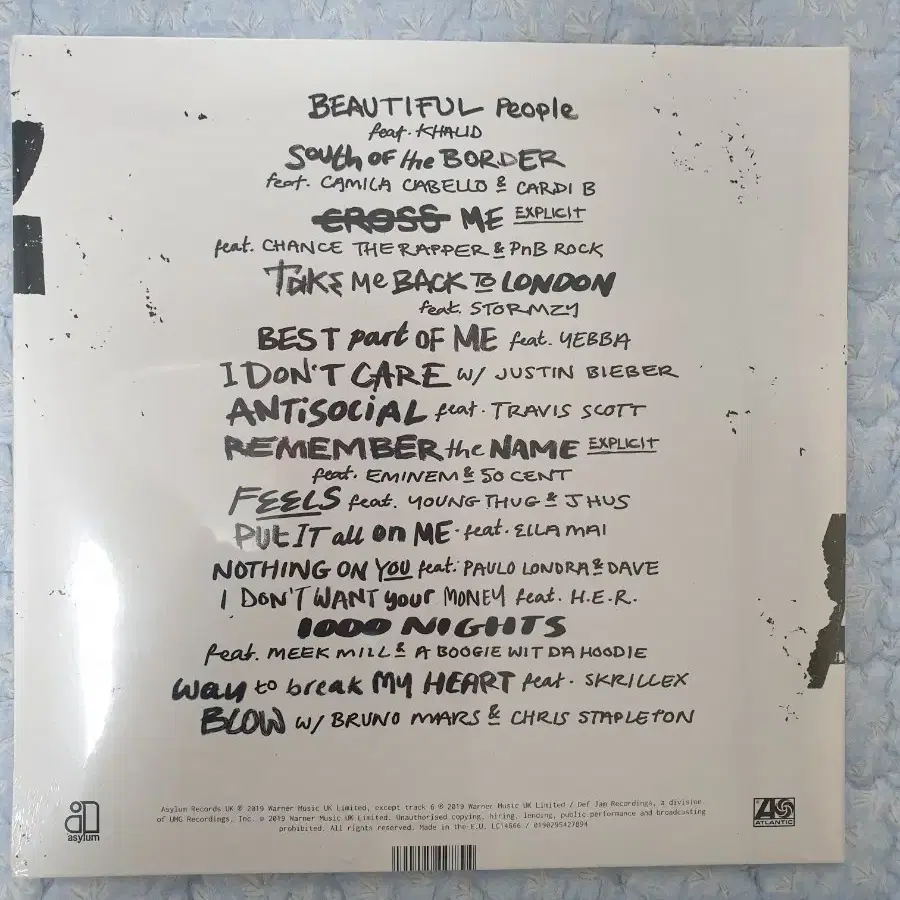 BEAUTIFUL People
feat. KHALID
South OF the BORDER
feat. CAMILA CABELLO & CARDI B
CROSS ME EXPLICIT
feat. CHANCE THE RAPPER & PnB ROCK
Take Me BACK TO LONDON
feat. STORMZY
BEST part OF ME feat. YEBBA
I DON'T CARE w/ JUSTIN BIEBER
ANTiSOCiAL feat. TRAVIS SCOTT
REMEMBER the NAME EXPLICIT
feat. EMINEM & 50 CENT
FEELS feat. YOUNG THUG & J HUS
PUt IT all on ME feat. ELLA MAI
NOTHING ON YOU feat. PAULO LONDRA & DAVE
I DON'T WANT your MONEY feat. H.E.R.
1000 NIGHTS
feat. MEEK MILL & A BOOGIE WIT DA HOODIE
way to break MY HEART feat. SKRILLEX
BLOW w/ BRUNO MARS & CHRIS STAPLETON
asylum
Asylum Records UK ℗ 2019 Warner Music UK Limited, except track 6 ℗ 2019 Warner Music UK Limited / Def Jam Recordings, a division
of UMG Recordings, Inc. © 2019 Warner Music UK Limited. Unauthorised copying, hiring, lending, public performance and broadcasting
prohibited. All rights reserved. Made in the E.U. LC14666 / 0190295427894
ATLANTIC